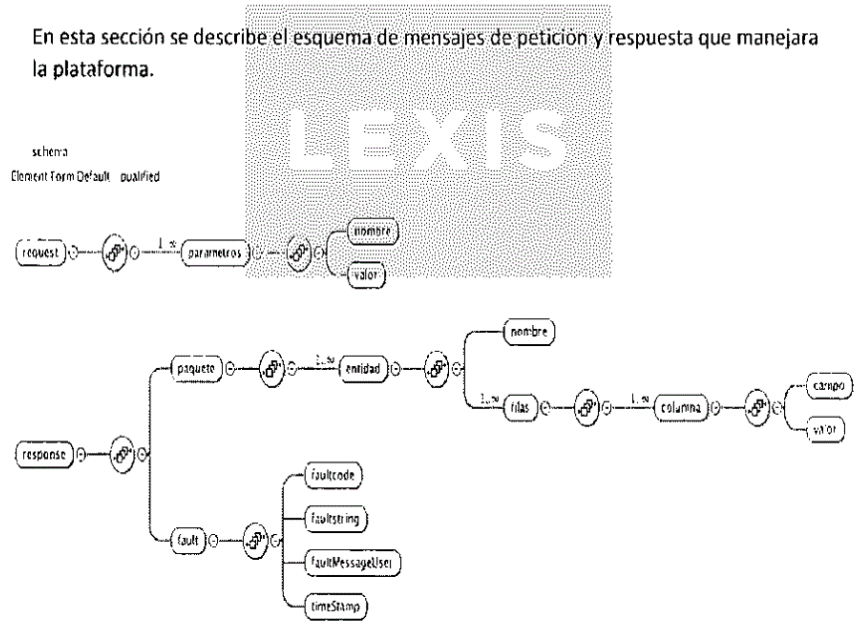 En esta sección se describe el esquema de mensajes de petición y respuesta que manejara
la plataforma.
LEXIS
schema
Element Form Default qualified
request
1..∞
parametros
nombre
valor
response
paquete
1..∞
entidad
nombre
1..∞
filas
1..∞
columna
campo
valor
fault
faultcode
faultstring
faultMessageUser
timeStamp